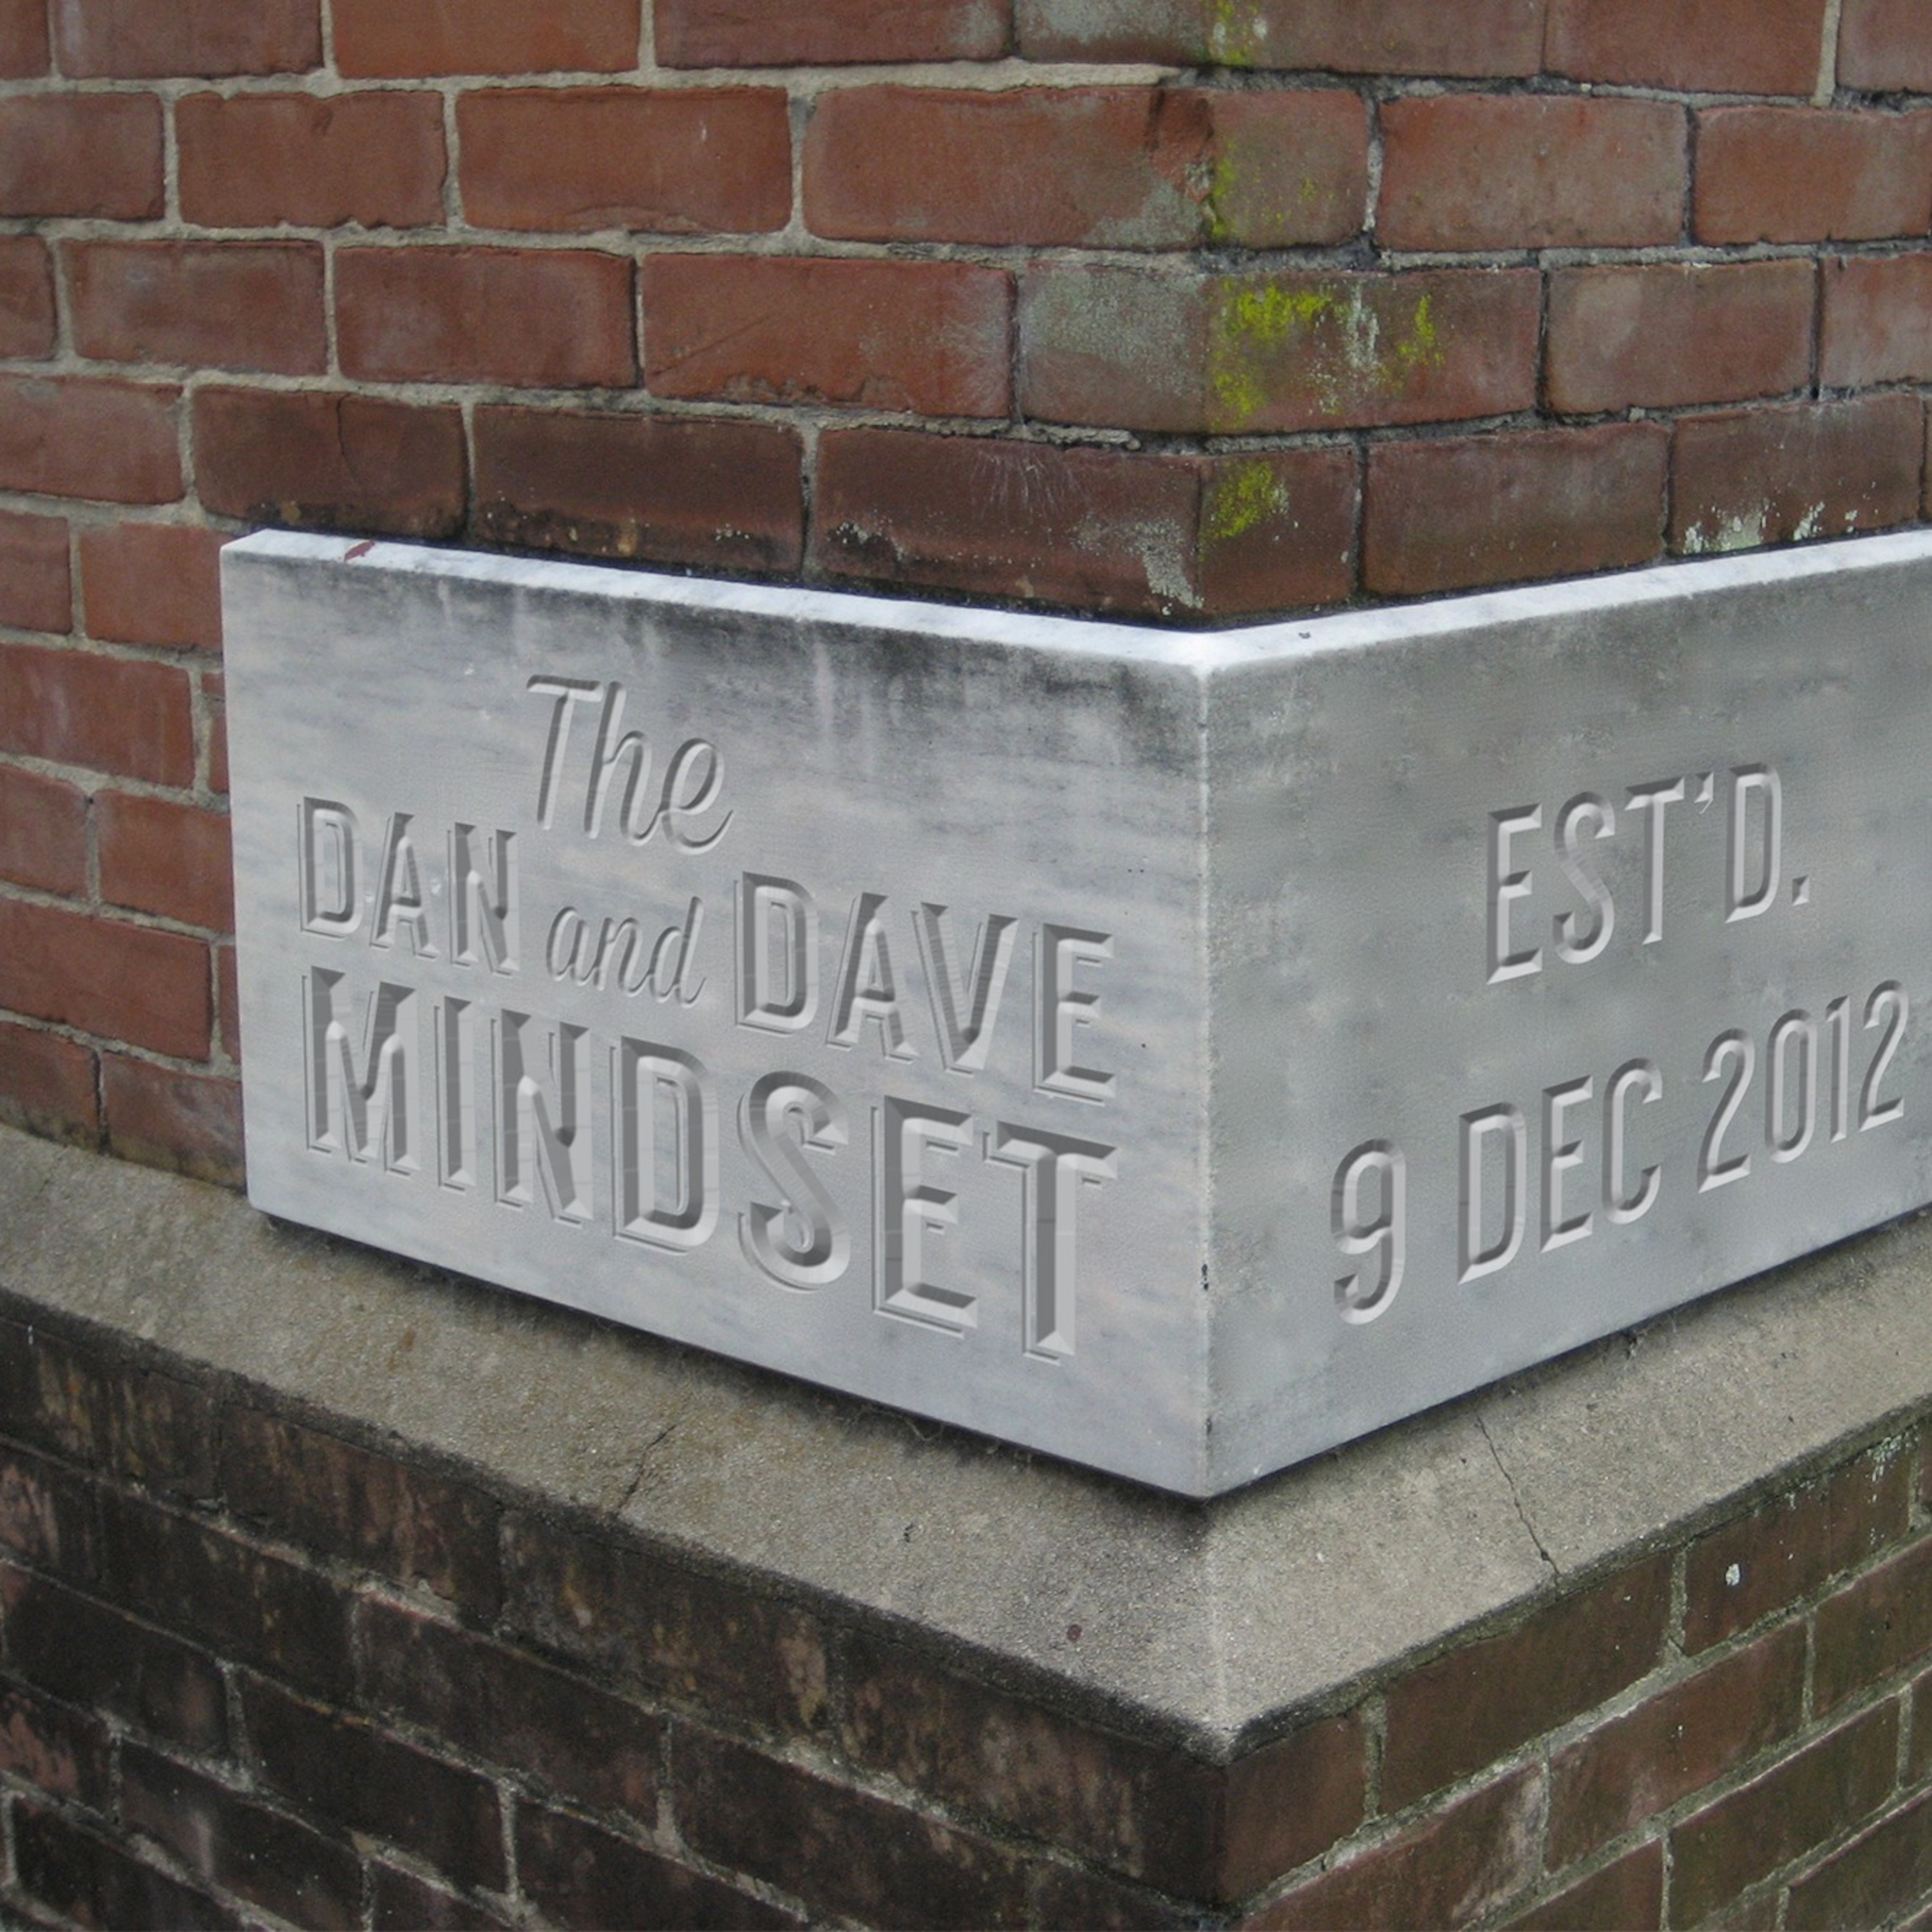 The
DAN and DAVE
MINDSET
EST'D.
9 DEC 2012